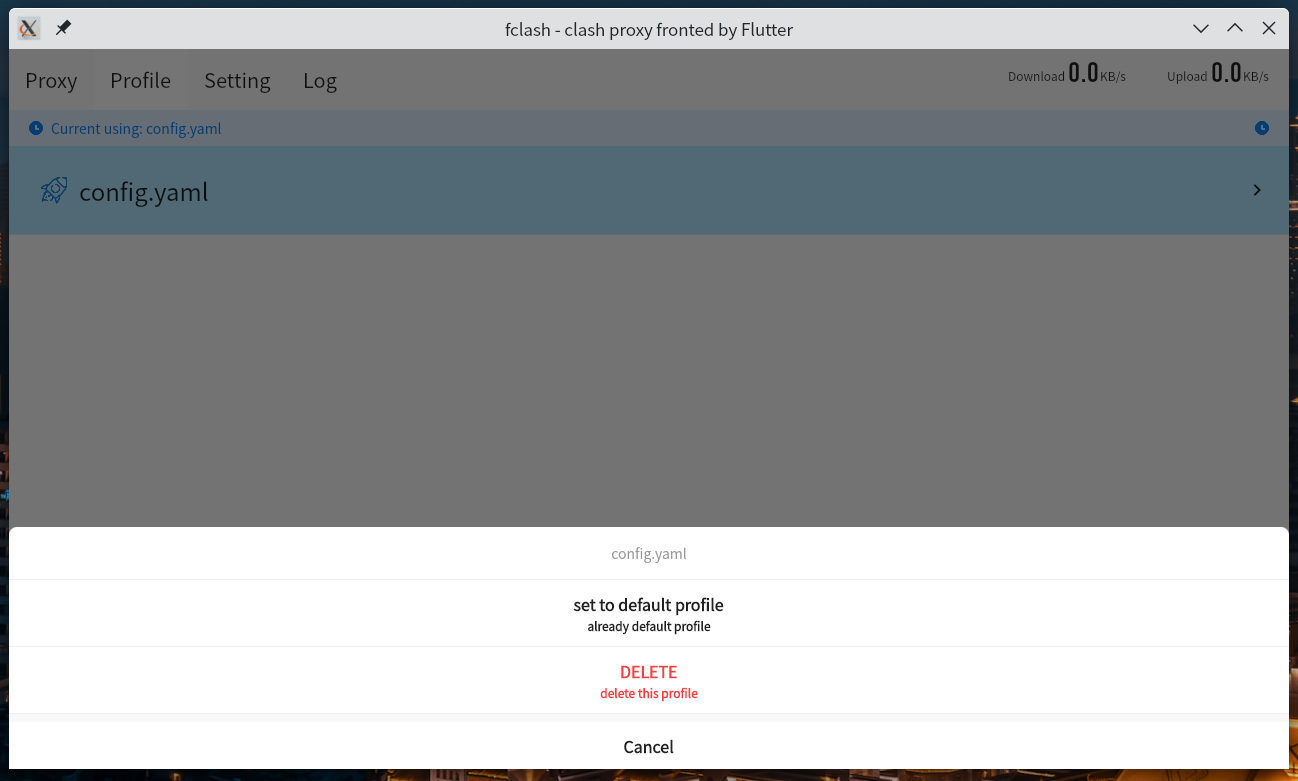 fclash - clash proxy fronted by Flutter
Proxy Profile Setting Log Download 0.0 KB/s Upload 0.0 KB/s
Current using: config.yaml
config.yaml
config.yaml
set to default profile
already default profile
DELETE
delete this profile
Cancel